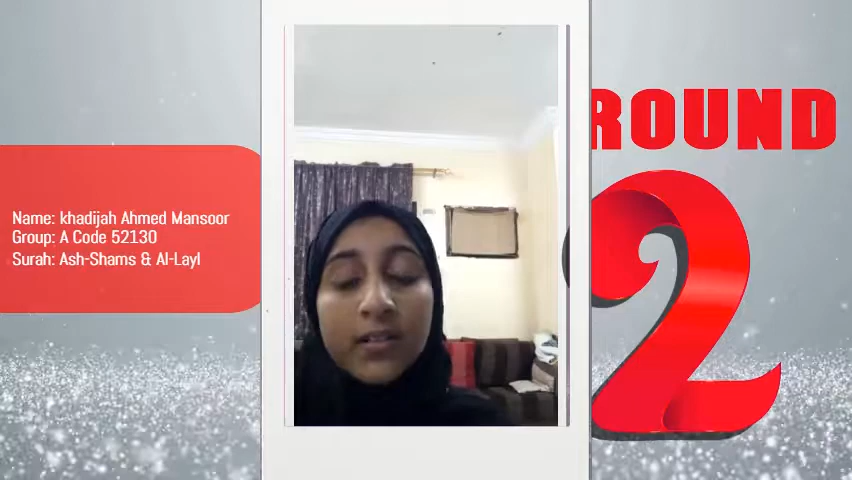 Name: khadijah Ahmed Mansoor
Group: A Code 52130
Surah: Ash-Shams & Al-Layl
ROUND
2